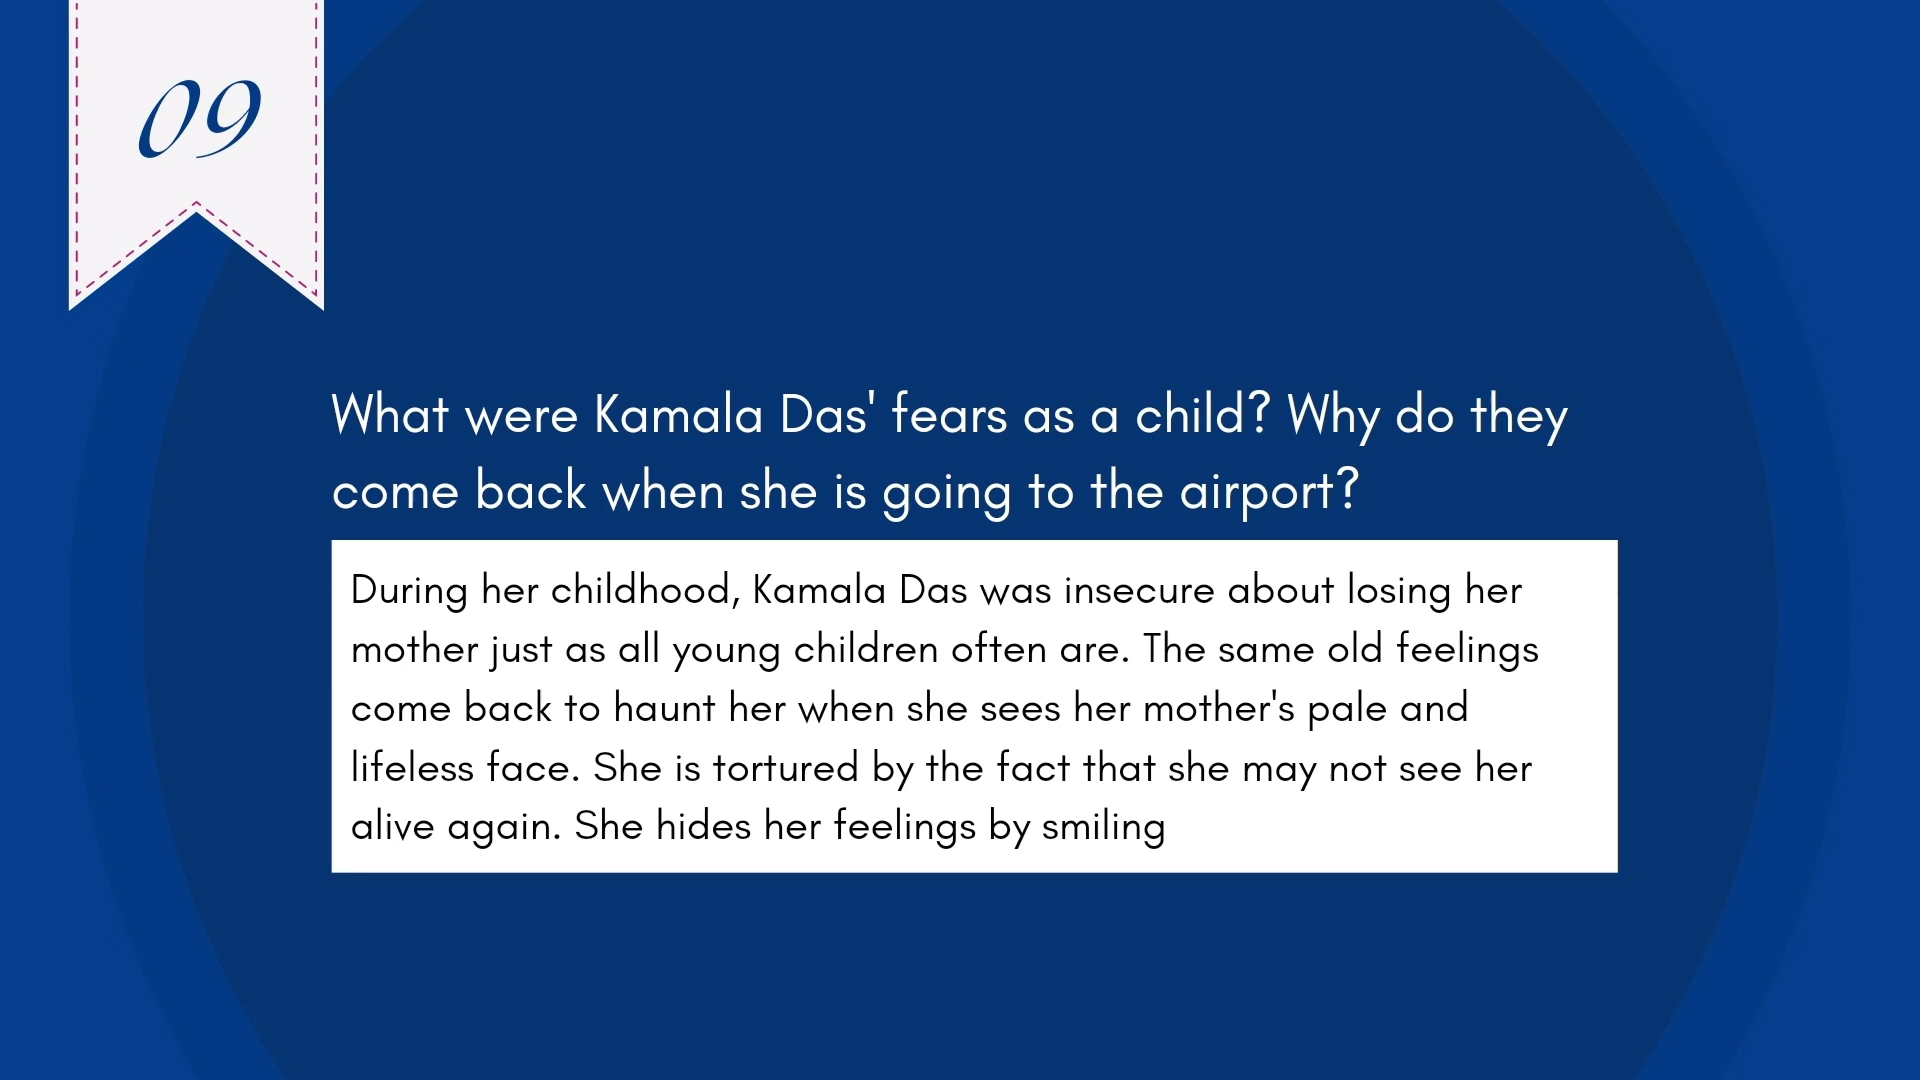 09
What were Kamala Das' fears as a child? Why do they
come back when she is going to the airport?
During her childhood, Kamala Das was insecure about losing her
mother just as all young children often are. The same old feelings
come back to haunt her when she sees her mother's pale and
lifeless face. She is tortured by the fact that she may not see her
alive again. She hides her feelings by smiling